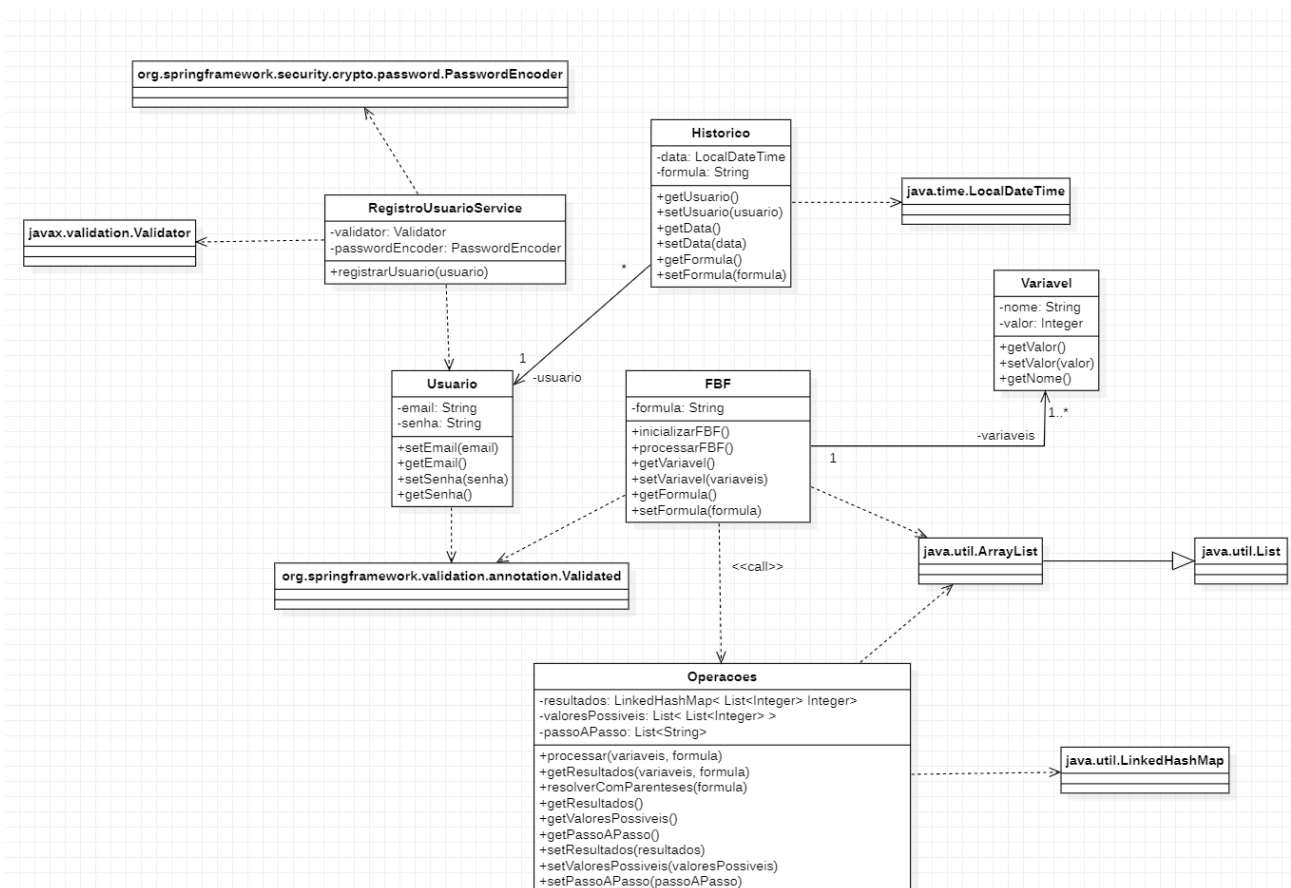 org.springframework.security.crypto.password.PasswordEncoder
Historico
-data: LocalDateTime
-formula: String
+getUsuario()
+setUsuario(usuario)
+getData()
+setData(data)
+getFormula()
+setFormula(formula)
java.time.LocalDateTime
RegistroUsuarioService
-validator: Validator
-passwordEncoder: PasswordEncoder
+registrarUsuario(usuario)
javax.validation.Validator
*
1
-usuario
Variavel
-nome: String
-valor: Integer
+getValor()
+setValor(valor)
+getNome()
Usuario
-email: String
-senha: String
+setEmail(email)
+getEmail()
+setSenha(senha)
+getSenha()
FBF
-formula: String
+inicializarFBF()
+processarFBF()
+getVariavel()
+setVariavel(variaveis)
+getFormula()
+setFormula(formula)
1..*
-variaveis
1
java.util.ArrayList
java.util.List
org.springframework.validation.annotation.Validated
<<call>>
Operacoes
-resultados: LinkedHashMap< List<Integer> Integer>
-valoresPossiveis: List< List<Integer> >
-passoAPasso: List<String>
+processar(variaveis, formula)
+getResultados(variaveis, formula)
+resolverComParenteses(formula)
+getResultados()
+getValoresPossiveis()
+getPassoAPasso()
+setResultados(resultados)
+setValoresPossiveis(valoresPossiveis)
+setPassoAPasso(passoAPasso)
java.util.LinkedHashMap